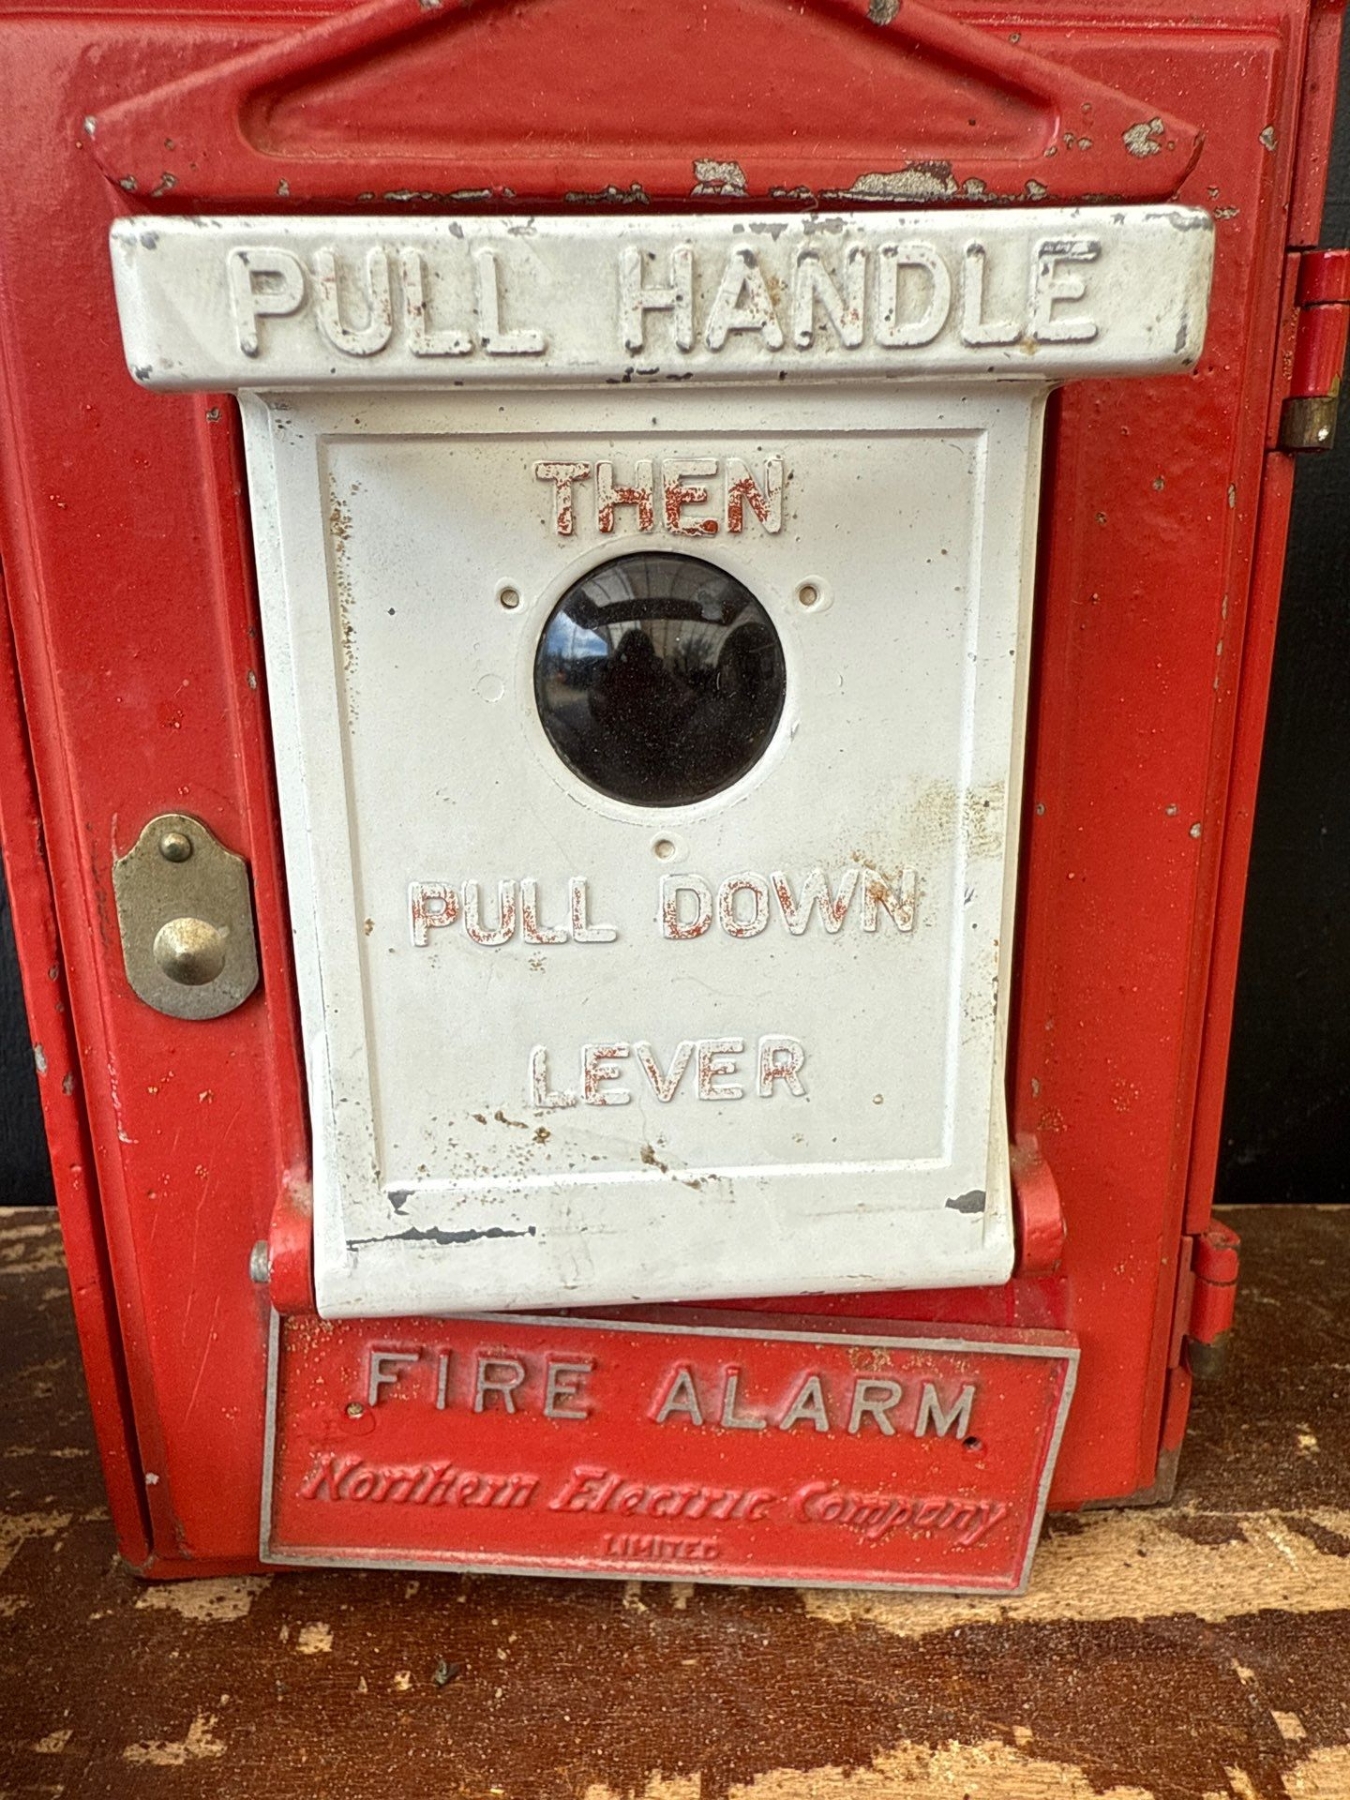 PULL HANDLE
THEN
PULL DOWN
LEVER
FIRE ALARM
Northern Electric Company
LIMITED